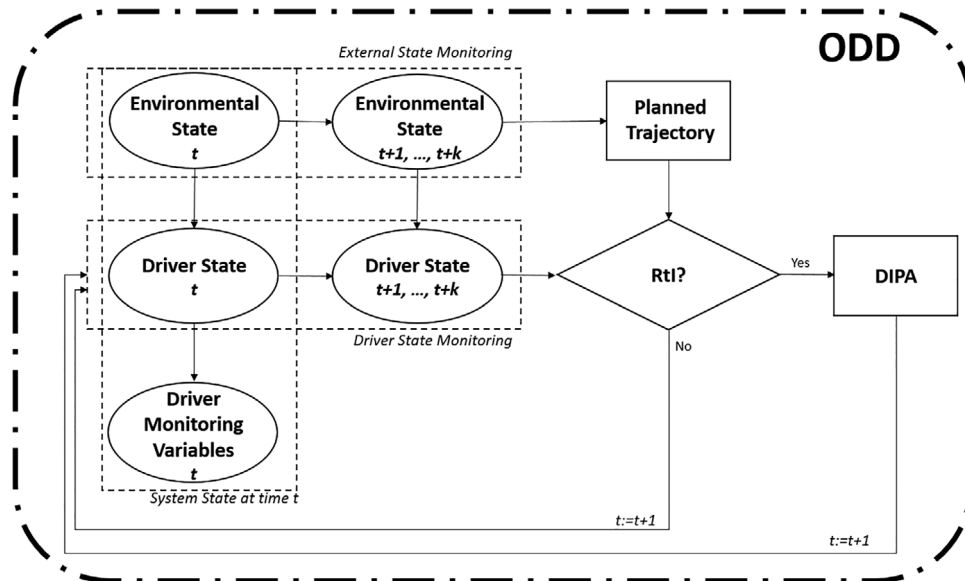 ODD
External State Monitoring
Environmental
State
t
Environmental
State
t+1, ..., t+k
Planned
Trajectory
Driver State
t
Driver State
t+1, ..., t+k
RtI?
Yes
DIPA
No
Driver State Monitoring
Driver
Monitoring
Variables
t
System State at time t
t:=t+1
t:=t+1